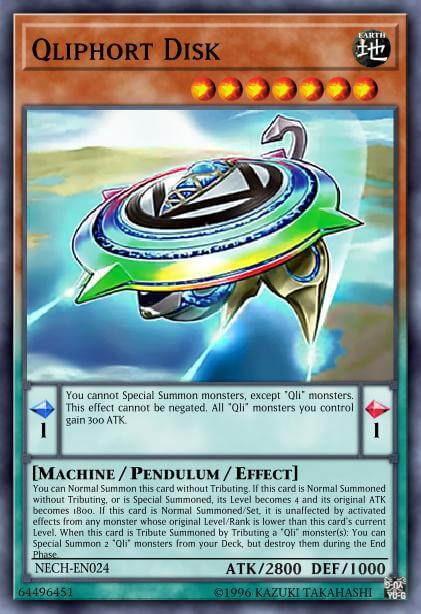 Qliphort Disk
EARTH
地
You cannot Special Summon monsters, except "Qli" monsters.
This effect cannot be negated. All "Qli" monsters you control
gain 300 ATK.
1
1
[Machine / Pendulum / Effect]
You can Normal Summon this card without Tributing. If this card is Normal Summoned
without Tributing, or is Special Summoned, its Level becomes 4 and its original ATK
becomes 1800. If this card is Normal Summoned/Set, it is unaffected by activated
effects from any monster whose original Level/Rank is lower than this card's current
Level. When this card is Tribute Summoned by Tributing a "Qli" monster(s): You can
Special Summon 2 "Qli" monsters from your Deck, but destroy them during the End
Phase.
NECH-EN024
ATK/2800 DEF/1000
64496451
©1996 KAZUKI TAKAHASHI